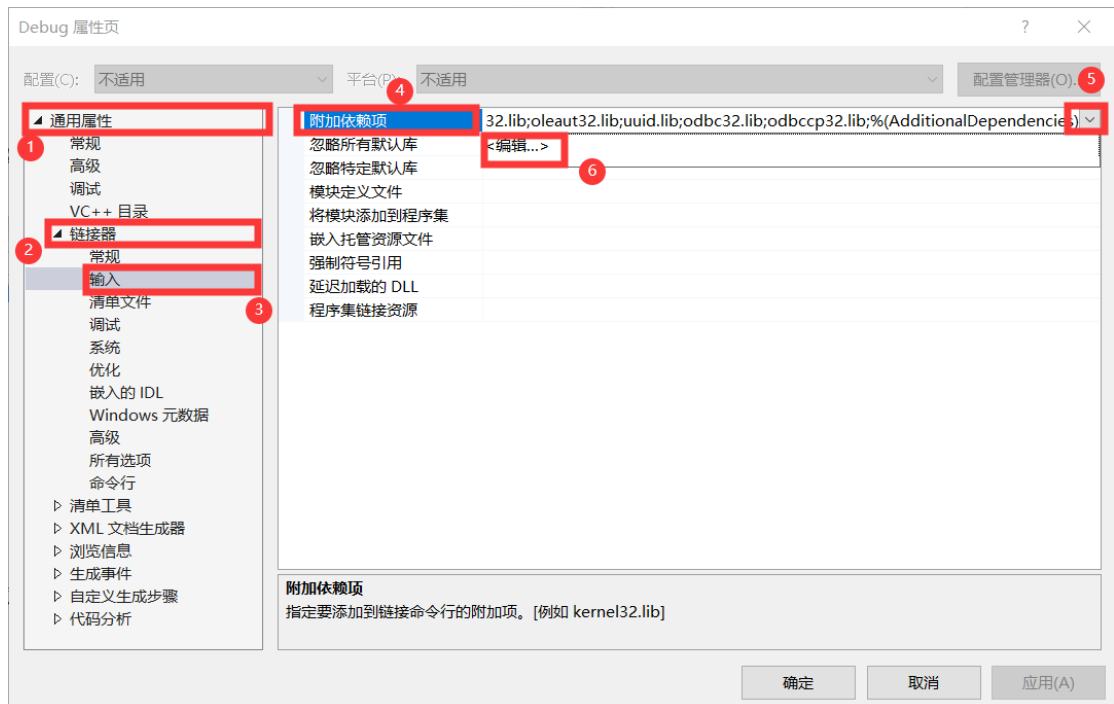 Debug 属性页
?
配置(C):
不适用
平台(P)
不适用
配置管理器(O)...
5
4
通用属性
1
常规
高级
调试
VC++ 目录
2
链接器
常规
输入
3
清单文件
调试
系统
优化
嵌入的 IDL
Windows 元数据
高级
所有选项
命令行
清单工具
XML 文档生成器
浏览信息
生成事件
自定义生成步骤
代码分析
附加依赖项
32.lib;oleaut32.lib;uuid.lib;odbc32.lib;odbccp32.lib;%(AdditionalDependencies)
忽略所有默认库
<编辑...>
6
忽略特定默认库
模块定义文件
将模块添加到程序集
嵌入托管资源文件
强制符号引用
延迟加载的 DLL
程序集链接资源
附加依赖项
指定要添加到链接命令行的附加项。[例如 kernel32.lib]
确定
取消
应用(A)